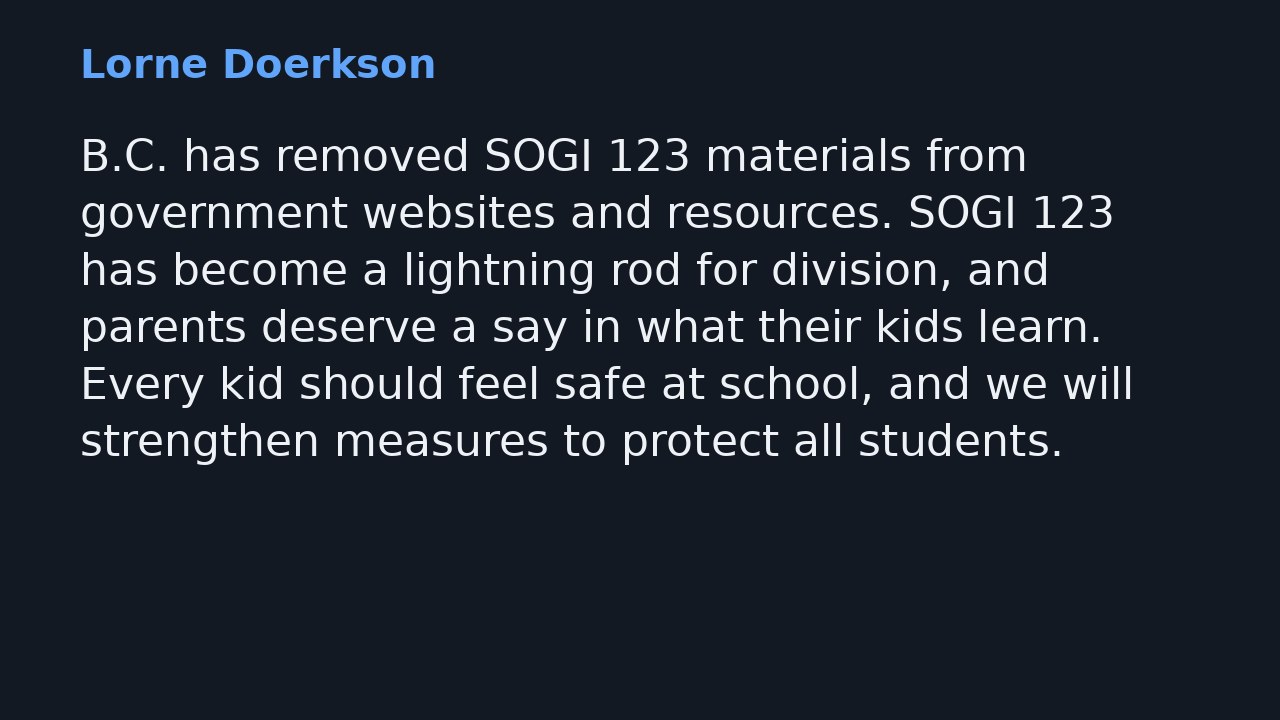 Lorne Doerkson
B.C. has removed SOGI 123 materials from
government websites and resources. SOGI 123
has become a lightning rod for division, and
parents deserve a say in what their kids learn.
Every kid should feel safe at school, and we will
strengthen measures to protect all students.